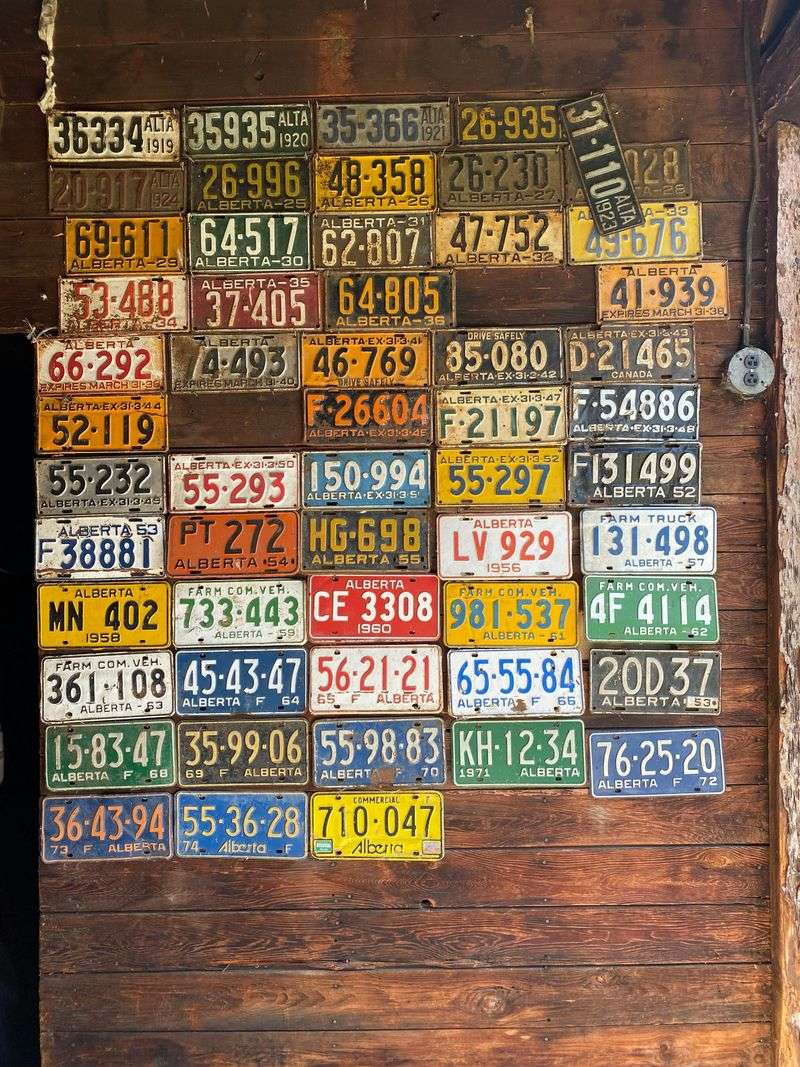 36334 ALTA 1919
35935 ALTA 1920
35-366 ALTA 1921
26-935
31-110 ALTA 1923
20-917 ALTA 1924
26-996
ALBERTA-25
48-358
ALBERTA-26
26-230
028
69-611
ALBERTA-29
64-517
ALBERTA-30
ALBERTA-31
62-807
47-752
ALBERTA-32
49-676
53-488
34
ALBERTA-35
37-405
64-805
ALBERTA-36
ALBERTA
41-939
EXPIRES MARCH 31-38
ALBERTA
66-292
EXPIRES MARCH 31-39
ALBERTA
74-493
EXPIRES MARCH 31-40
ALBERTA-EX-31-3-41
46-769
DRIVE SAFELY
DRIVE SAFELY
85-080
ALBERTA-EX-31-3-42
ALBERTA-EX-31-3-43
D-21465
CANADA
ALBERTA-EX-31-3-44
52-119
F-26604
ALBERTA-EX-31-3-46
ALBERTA-EX-31-3-47
F-21197
F-54886
ALBERTA-EX-31-3-48
55-232
ALBERTA-EX-31-3-49
ALBERTA-EX-31-3-50
55-293
150-994
ALBERTA-EX-31-3-51
ALBERTA-EX-31-3-52
55-297
F131499
ALBERTA 52
ALBERTA 53
F38881
PT 272
ALBERTA-54
HG-698
ALBERTA 55
ALBERTA
LV 929
1956
FARM TRUCK
131-498
ALBERTA -57
ALBERTA
MN 402
1958
FARM COM. VEH.
733-443
ALBERTA -59
ALBERTA
CE 3308
1960
FARM COM. VEH.
981-537
ALBERTA -61
FARM COM. VEH.
4F 4114
ALBERTA -62
FARM COM. VEH.
361-108
ALBERTA -63
45-43-47
ALBERTA F 64
56-21-21
65 F ALBERTA
65-55-84
ALBERTA F 66
20D37
ALBERTA 53
15-83-47
ALBERTA F 68
35-99-06
69 F ALBERTA
55-98-83
ALBERTA F 70
KH-12-34
1971 ALBERTA
76-25-20
ALBERTA F 72
36-43-94
73 F ALBERTA
55-36-28
74 Alberta F
COMMERCIAL
710-047
Alberta